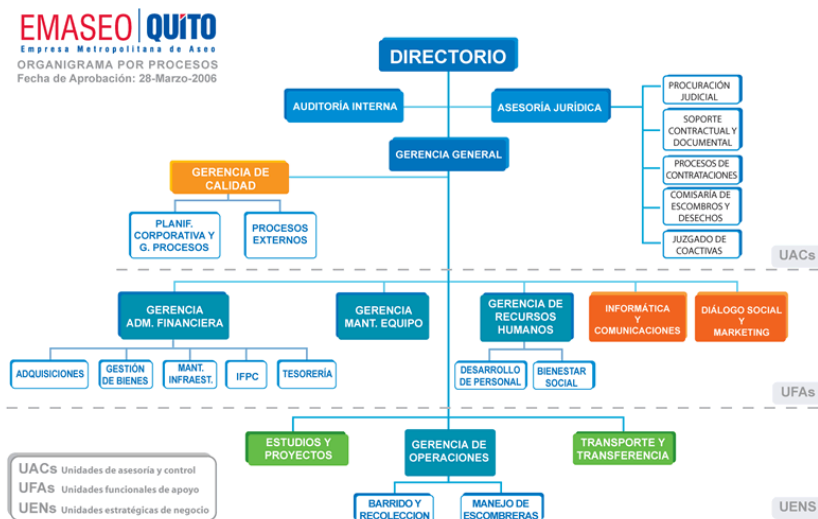 EMASEO QUITO
Empresa Metropolitana de Aseo
ORGANIGRAMA POR PROCESOS
Fecha de Aprobación: 28-Marzo-2006
DIRECTORIO
AUDITORÍA INTERNA
ASESORÍA JURÍDICA
PROCURACIÓN
JUDICIAL
SOPORTE
CONTRACTUAL Y
DOCUMENTAL
PROCESOS DE
CONTRATACIONES
COMISARÍA DE
ESCOMBROS Y
DESECHOS
JUZGADO DE
COACTIVAS
GERENCIA GENERAL
GERENCIA DE
CALIDAD
PLANIF.
CORPORATIVA Y
G. PROCESOS
PROCESOS
EXTERNOS
UACs
GERENCIA
ADM. FINANCIERA
GERENCIA
MANT. EQUIPO
GERENCIA DE
RECURSOS
HUMANOS
INFORMÁTICA
Y
COMUNICACIONES
DIÁLOGO SOCIAL
Y
MARKETING
ADQUISICIONES
GESTIÓN
DE BIENES
MANT.
INFRAEST.
IFPC
TESORERÍA
DESARROLLO
DE PERSONAL
BIENESTAR
SOCIAL
UFAs
ESTUDIOS Y
PROYECTOS
GERENCIA DE
OPERACIONES
TRANSPORTE Y
TRANSFERENCIA
BARRIDO Y
RECOLECCION
MANEJO DE
ESCOMBRERAS
UENS
UACs Unidades de asesoría y control
UFAs Unidades funcionales de apoyo
UENs Unidades estratégicas de negocio